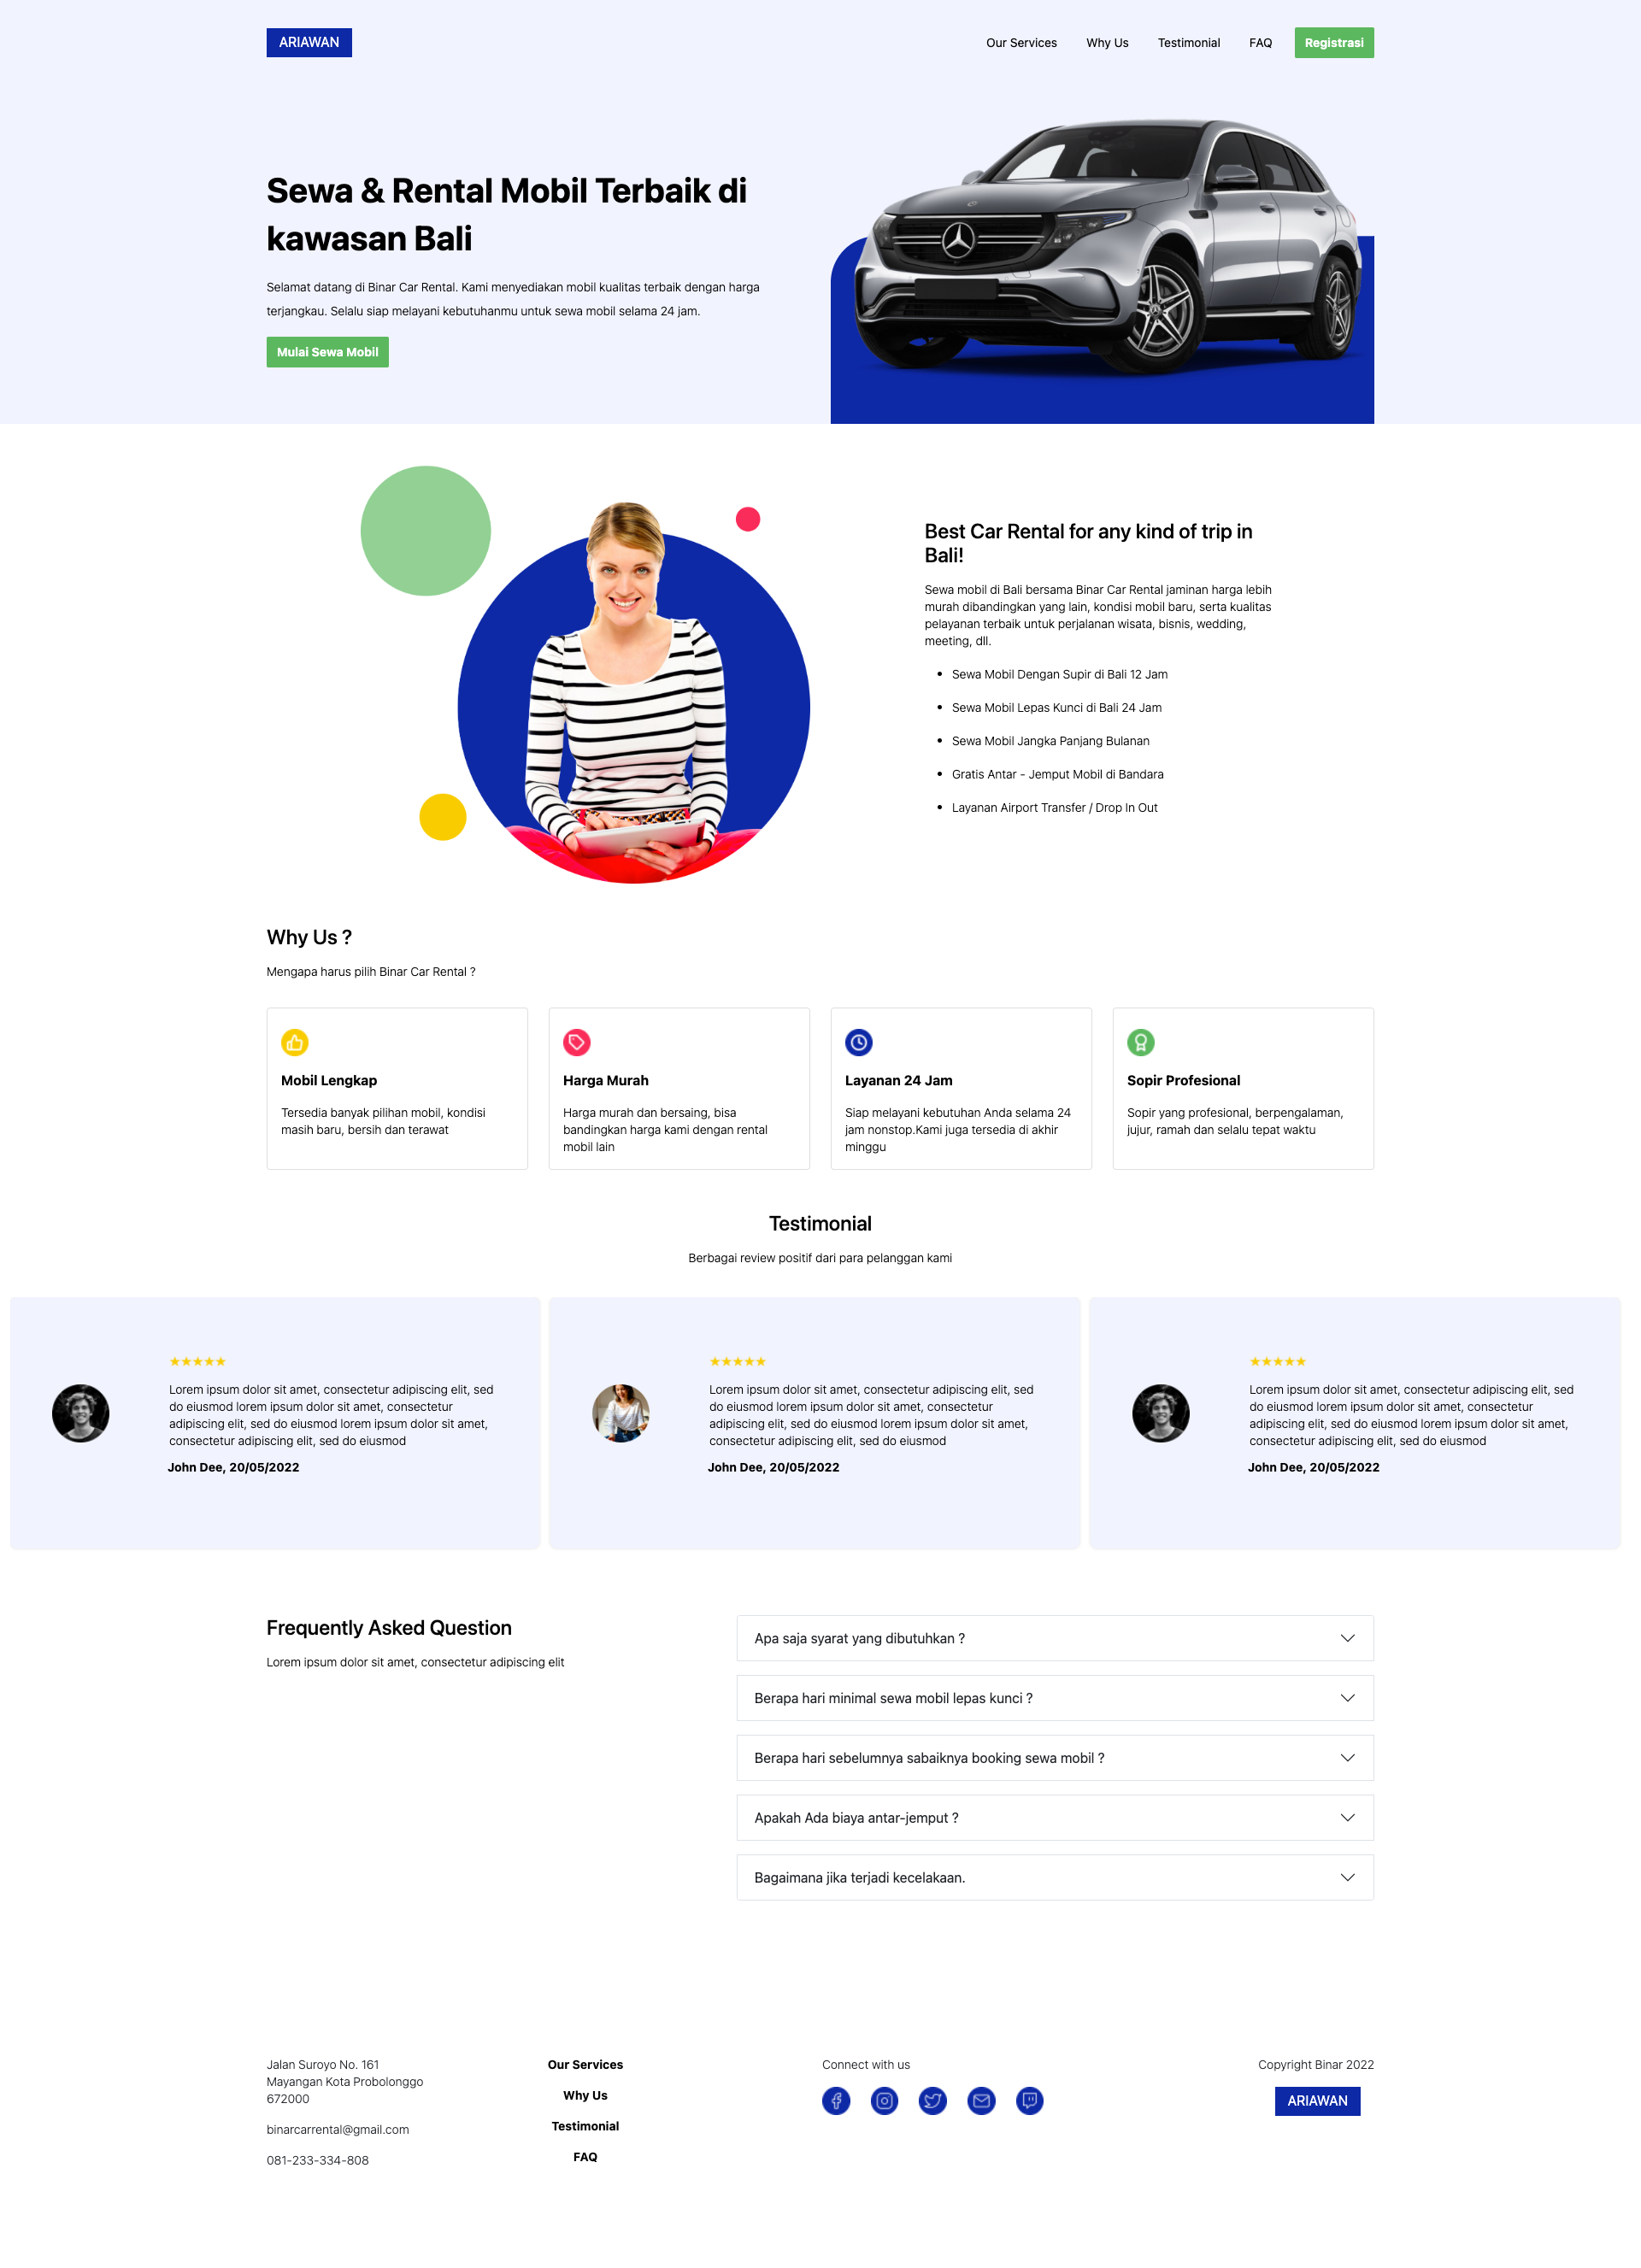 ARIAWAN
Our Services
Why Us
Testimonial
FAQ
Registrasi
Sewa & Rental Mobil Terbaik di
kawasan Bali
Selamat datang di Binar Car Rental. Kami menyediakan mobil kualitas terbaik dengan harga
terjangkau. Selalu siap melayani kebutuhanmu untuk sewa mobil selama 24 jam.
Mulai Sewa Mobil
Best Car Rental for any kind of trip in
Bali!
Sewa mobil di Bali bersama Binar Car Rental jaminan harga lebih
murah dibandingkan yang lain, kondisi mobil baru, serta kualitas
pelayanan terbaik untuk perjalanan wisata, bisnis, wedding,
meeting, dll.
• Sewa Mobil Dengan Supir di Bali 12 Jam
• Sewa Mobil Lepas Kunci di Bali 24 Jam
• Sewa Mobil Jangka Panjang Bulanan
• Gratis Antar - Jemput Mobil di Bandara
• Layanan Airport Transfer / Drop In Out
Why Us ?
Mengapa harus pilih Binar Car Rental ?
Mobil Lengkap
Tersedia banyak pilihan mobil, kondisi
masih baru, bersih dan terawat
Harga Murah
Harga murah dan bersaing, bisa
bandingkan harga kami dengan rental
mobil lain
Layanan 24 Jam
Siap melayani kebutuhan Anda selama 24
jam nonstop.Kami juga tersedia di akhir
minggu
Sopir Profesional
Sopir yang profesional, berpengalaman,
jujur, ramah dan selalu tepat waktu
Testimonial
Berbagai review positif dari para pelanggan kami
★★★★★
Lorem ipsum dolor sit amet, consectetur adipiscing elit, sed
do eiusmod lorem ipsum dolor sit amet, consectetur
adipiscing elit, sed do eiusmod lorem ipsum dolor sit amet,
consectetur adipiscing elit, sed do eiusmod
John Dee, 20/05/2022
★★★★★
Lorem ipsum dolor sit amet, consectetur adipiscing elit, sed
do eiusmod lorem ipsum dolor sit amet, consectetur
adipiscing elit, sed do eiusmod lorem ipsum dolor sit amet,
consectetur adipiscing elit, sed do eiusmod
John Dee, 20/05/2022
★★★★★
Lorem ipsum dolor sit amet, consectetur adipiscing elit, sed
do eiusmod lorem ipsum dolor sit amet, consectetur
adipiscing elit, sed do eiusmod lorem ipsum dolor sit amet,
consectetur adipiscing elit, sed do eiusmod
John Dee, 20/05/2022
Frequently Asked Question
Lorem ipsum dolor sit amet, consectetur adipiscing elit
Apa saja syarat yang dibutuhkan ?
Berapa hari minimal sewa mobil lepas kunci ?
Berapa hari sebelumnya sabaiknya booking sewa mobil ?
Apakah Ada biaya antar-jemput ?
Bagaimana jika terjadi kecelakaan.
Jalan Suroyo No. 161
Mayangan Kota Probolonggo
672000
binarcarrental@gmail.com
081-233-334-808
Our Services
Why Us
Testimonial
FAQ
Connect with us
Copyright Binar 2022
ARIAWAN